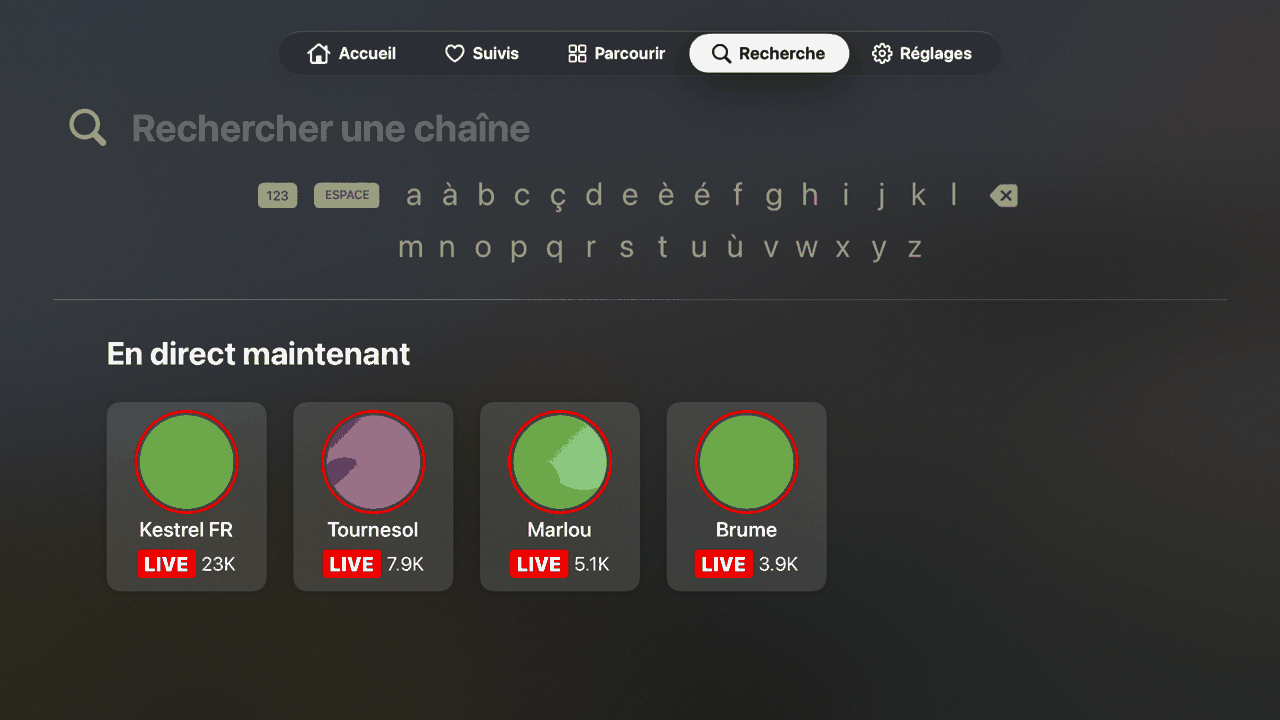 Accueil Suivis Parcourir Recherche Réglages
Rechercher une chaîne
123 ESPACE a à b c ç d e è é f g h i j k l
m n o p q r s t u ù v w x y z
En direct maintenant
Kestrel FR Tournesol Marlou Brume
LIVE 23K LIVE 7.9K LIVE 5.1K LIVE 3.9K